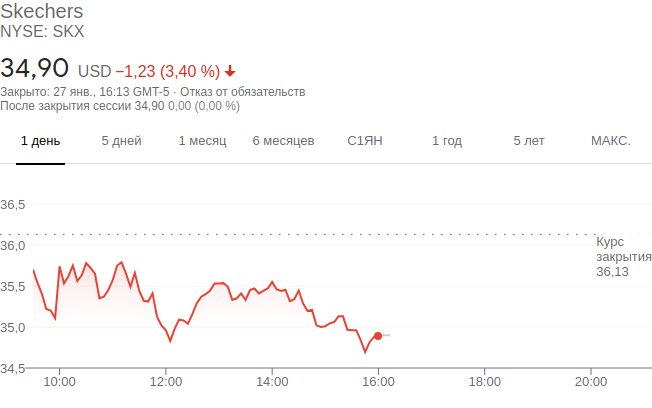 Skechers
NYSE: SKX
34,90 USD −1,23 (3,40 %)
Закрыто: 27 янв., 16:13 GMT-5 · Отказ от обязательств
После закрытия сессии 34,90 0,00 (0,00 %)
1 день 5 дней 1 месяц 6 месяцев С1ЯН 1 год 5 лет МАКС.
36,5
36,0
35,5
35,0
34,5
Курс
закрытия
36,13
10:00 12:00 14:00 16:00 18:00 20:00